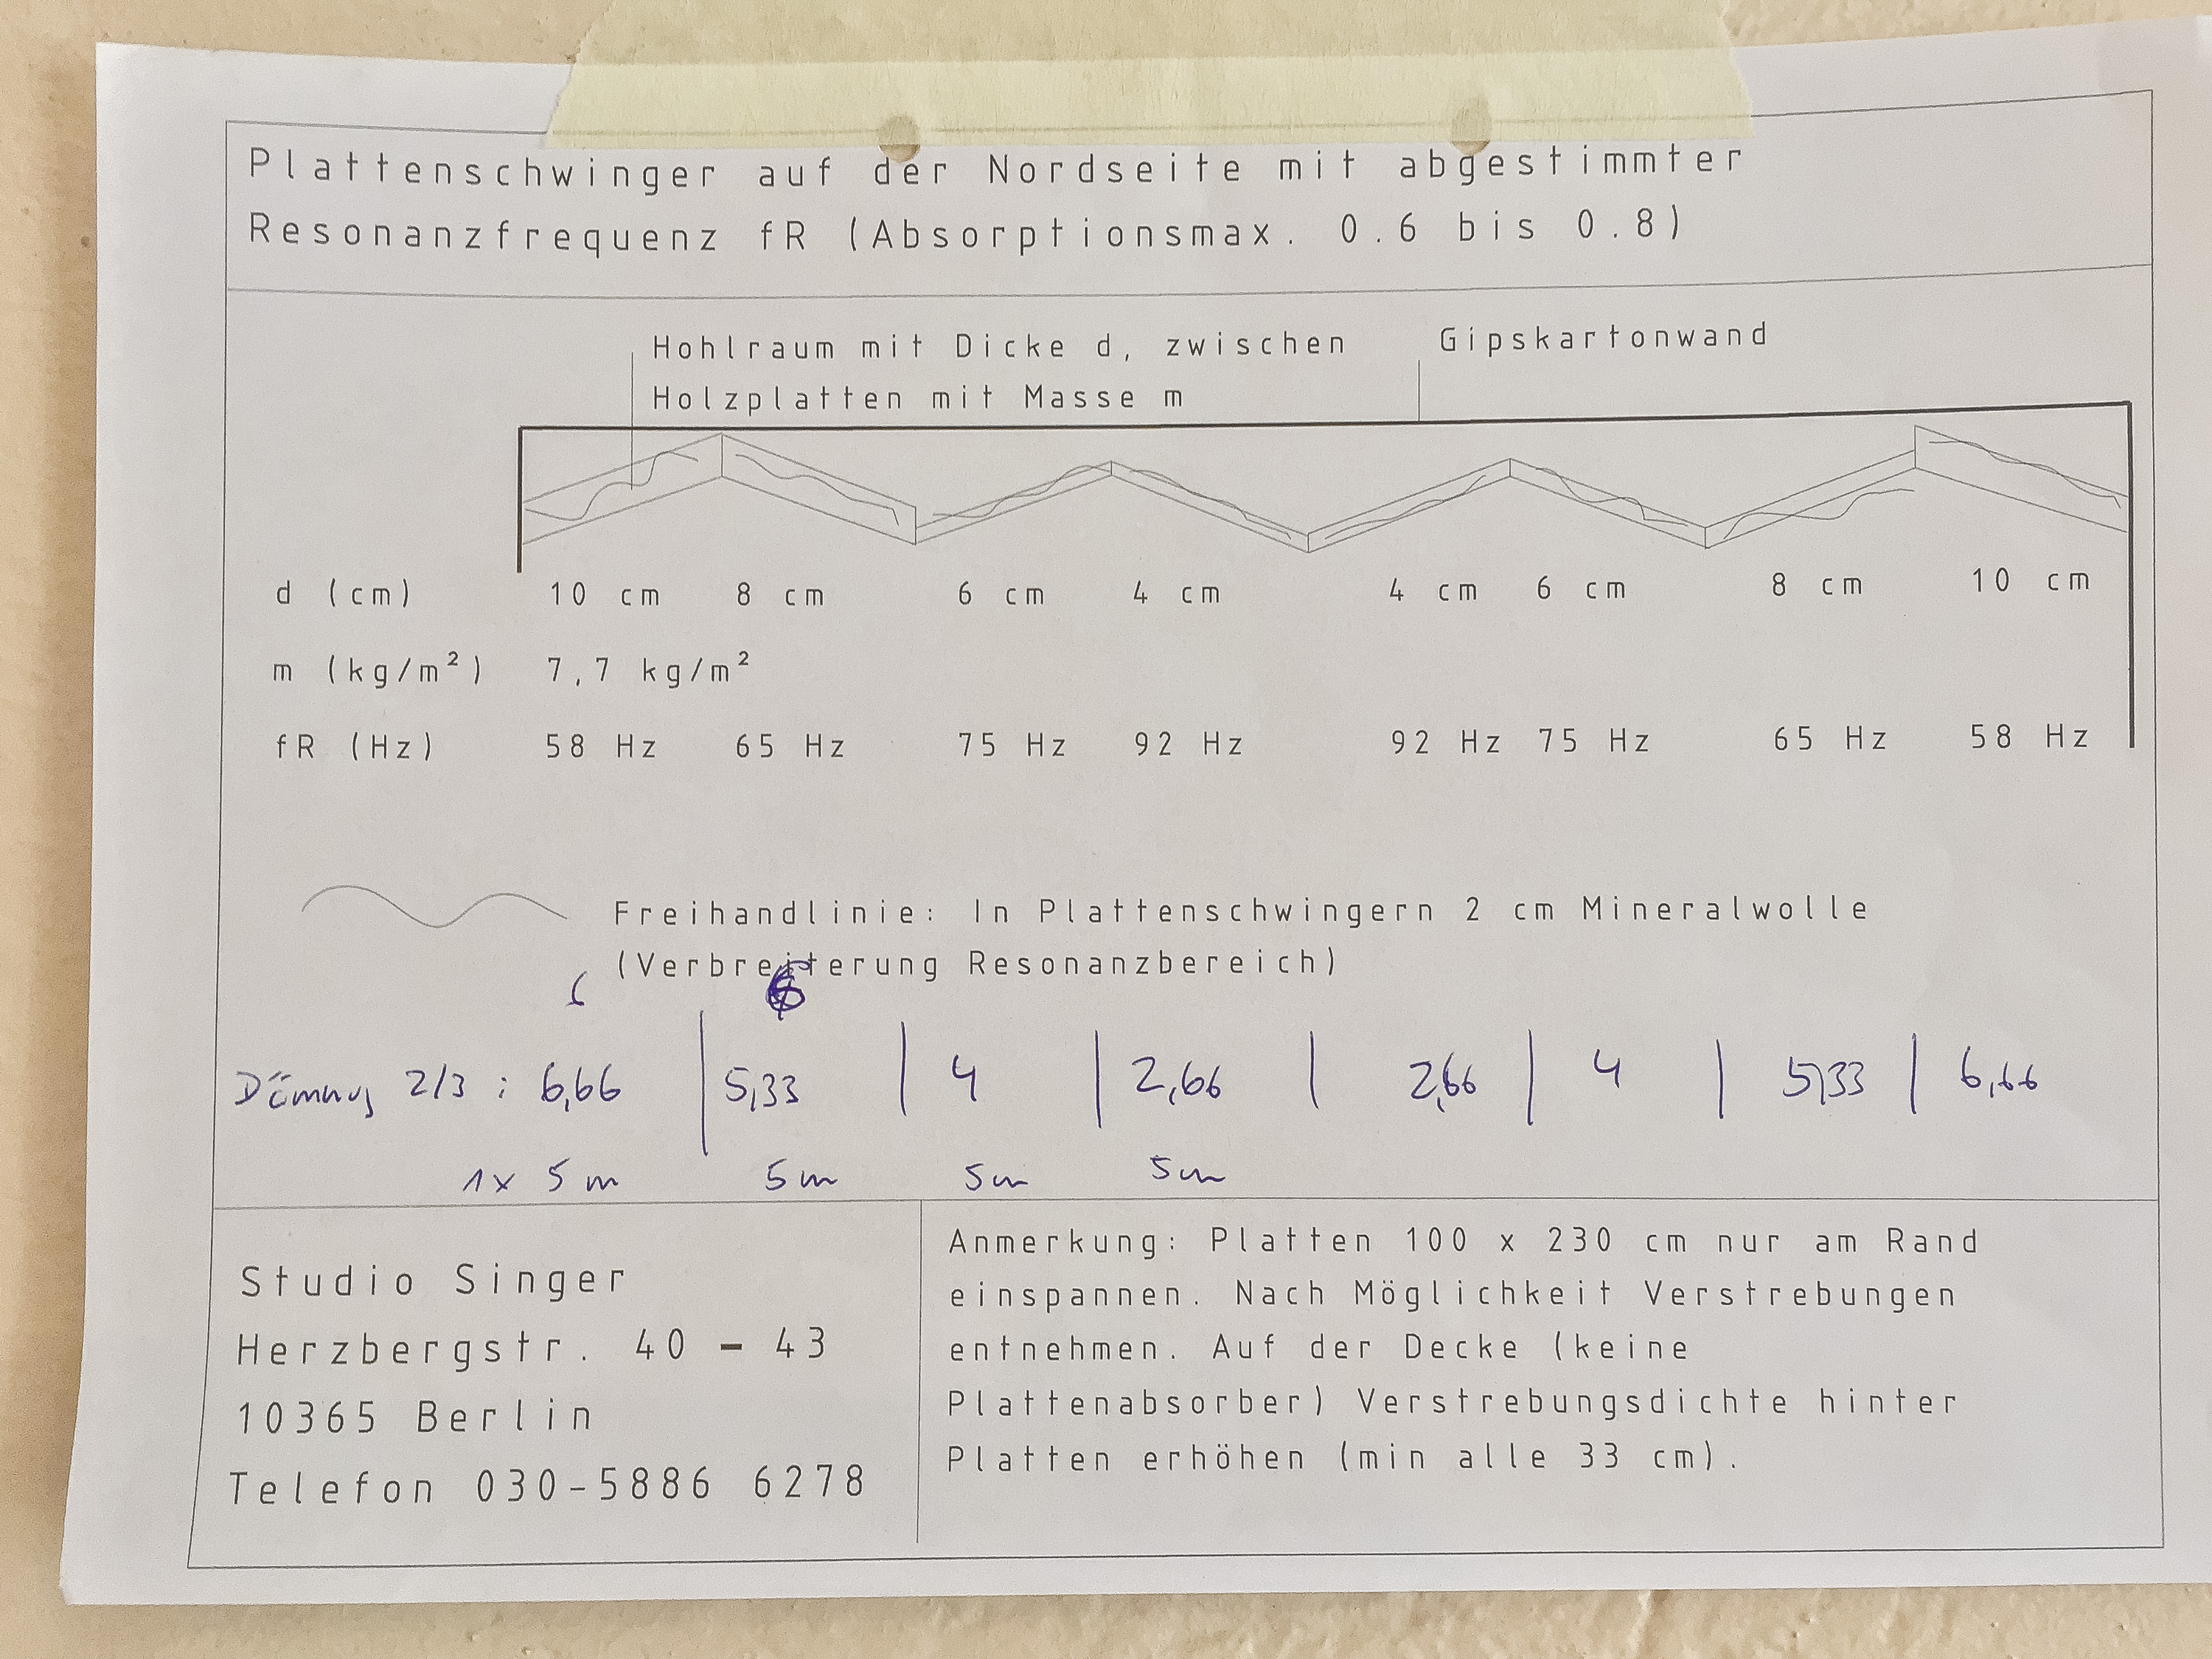 Plattenschwinger auf der Nordseite mit abgestimmter
Resonanzfrequenz fR (Absorptionsmax. 0.6 bis 0.8)
Hohlraum mit Dicke d, zwischen
Holzplatten mit Masse m
Gipskartonwand
d (cm) 10 cm 8 cm 6 cm 4 cm 4 cm 6 cm 8 cm 10 cm
m (kg/m²) 7,7 kg/m²
fR (Hz) 58 Hz 65 Hz 75 Hz 92 Hz 92 Hz 75 Hz 65 Hz 58 Hz
Freihandlinie: In Plattenschwingern 2 cm Mineralwolle
(Verbreiterung Resonanzbereich)
2/3 : 6,66 | 5,33 | 4 | 2,66 | 2,66 | 4 | 5,33 | 6,66
1x 5 m 5 m 5m 5m
Studio Singer
Herzbergstr. 40 - 43
10365 Berlin
Telefon 030-5886 6278
Anmerkung: Platten 100 x 230 cm nur am Rand
einspannen. Nach Möglichkeit Verstrebungen
entnehmen. Auf der Decke (keine
Plattenabsorber) Verstrebungsdichte hinter
Platten erhöhen (min alle 33 cm).